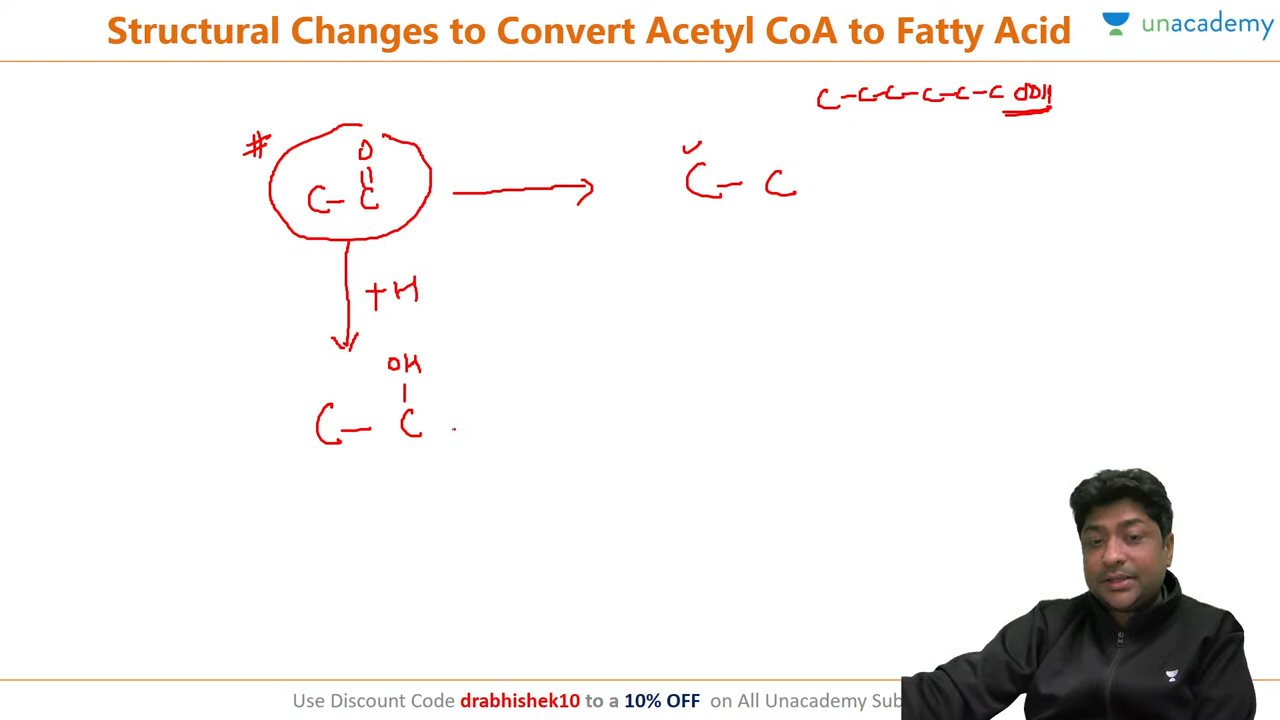 Structural Changes to Convert Acetyl CoA to Fatty Acid
unacademy
C-C-C-C-C-C OOH
#
O
C-C
C-C
+H
OH
C-C
Use Discount Code drabhishek10 to a 10% OFF on All Unacademy Sub